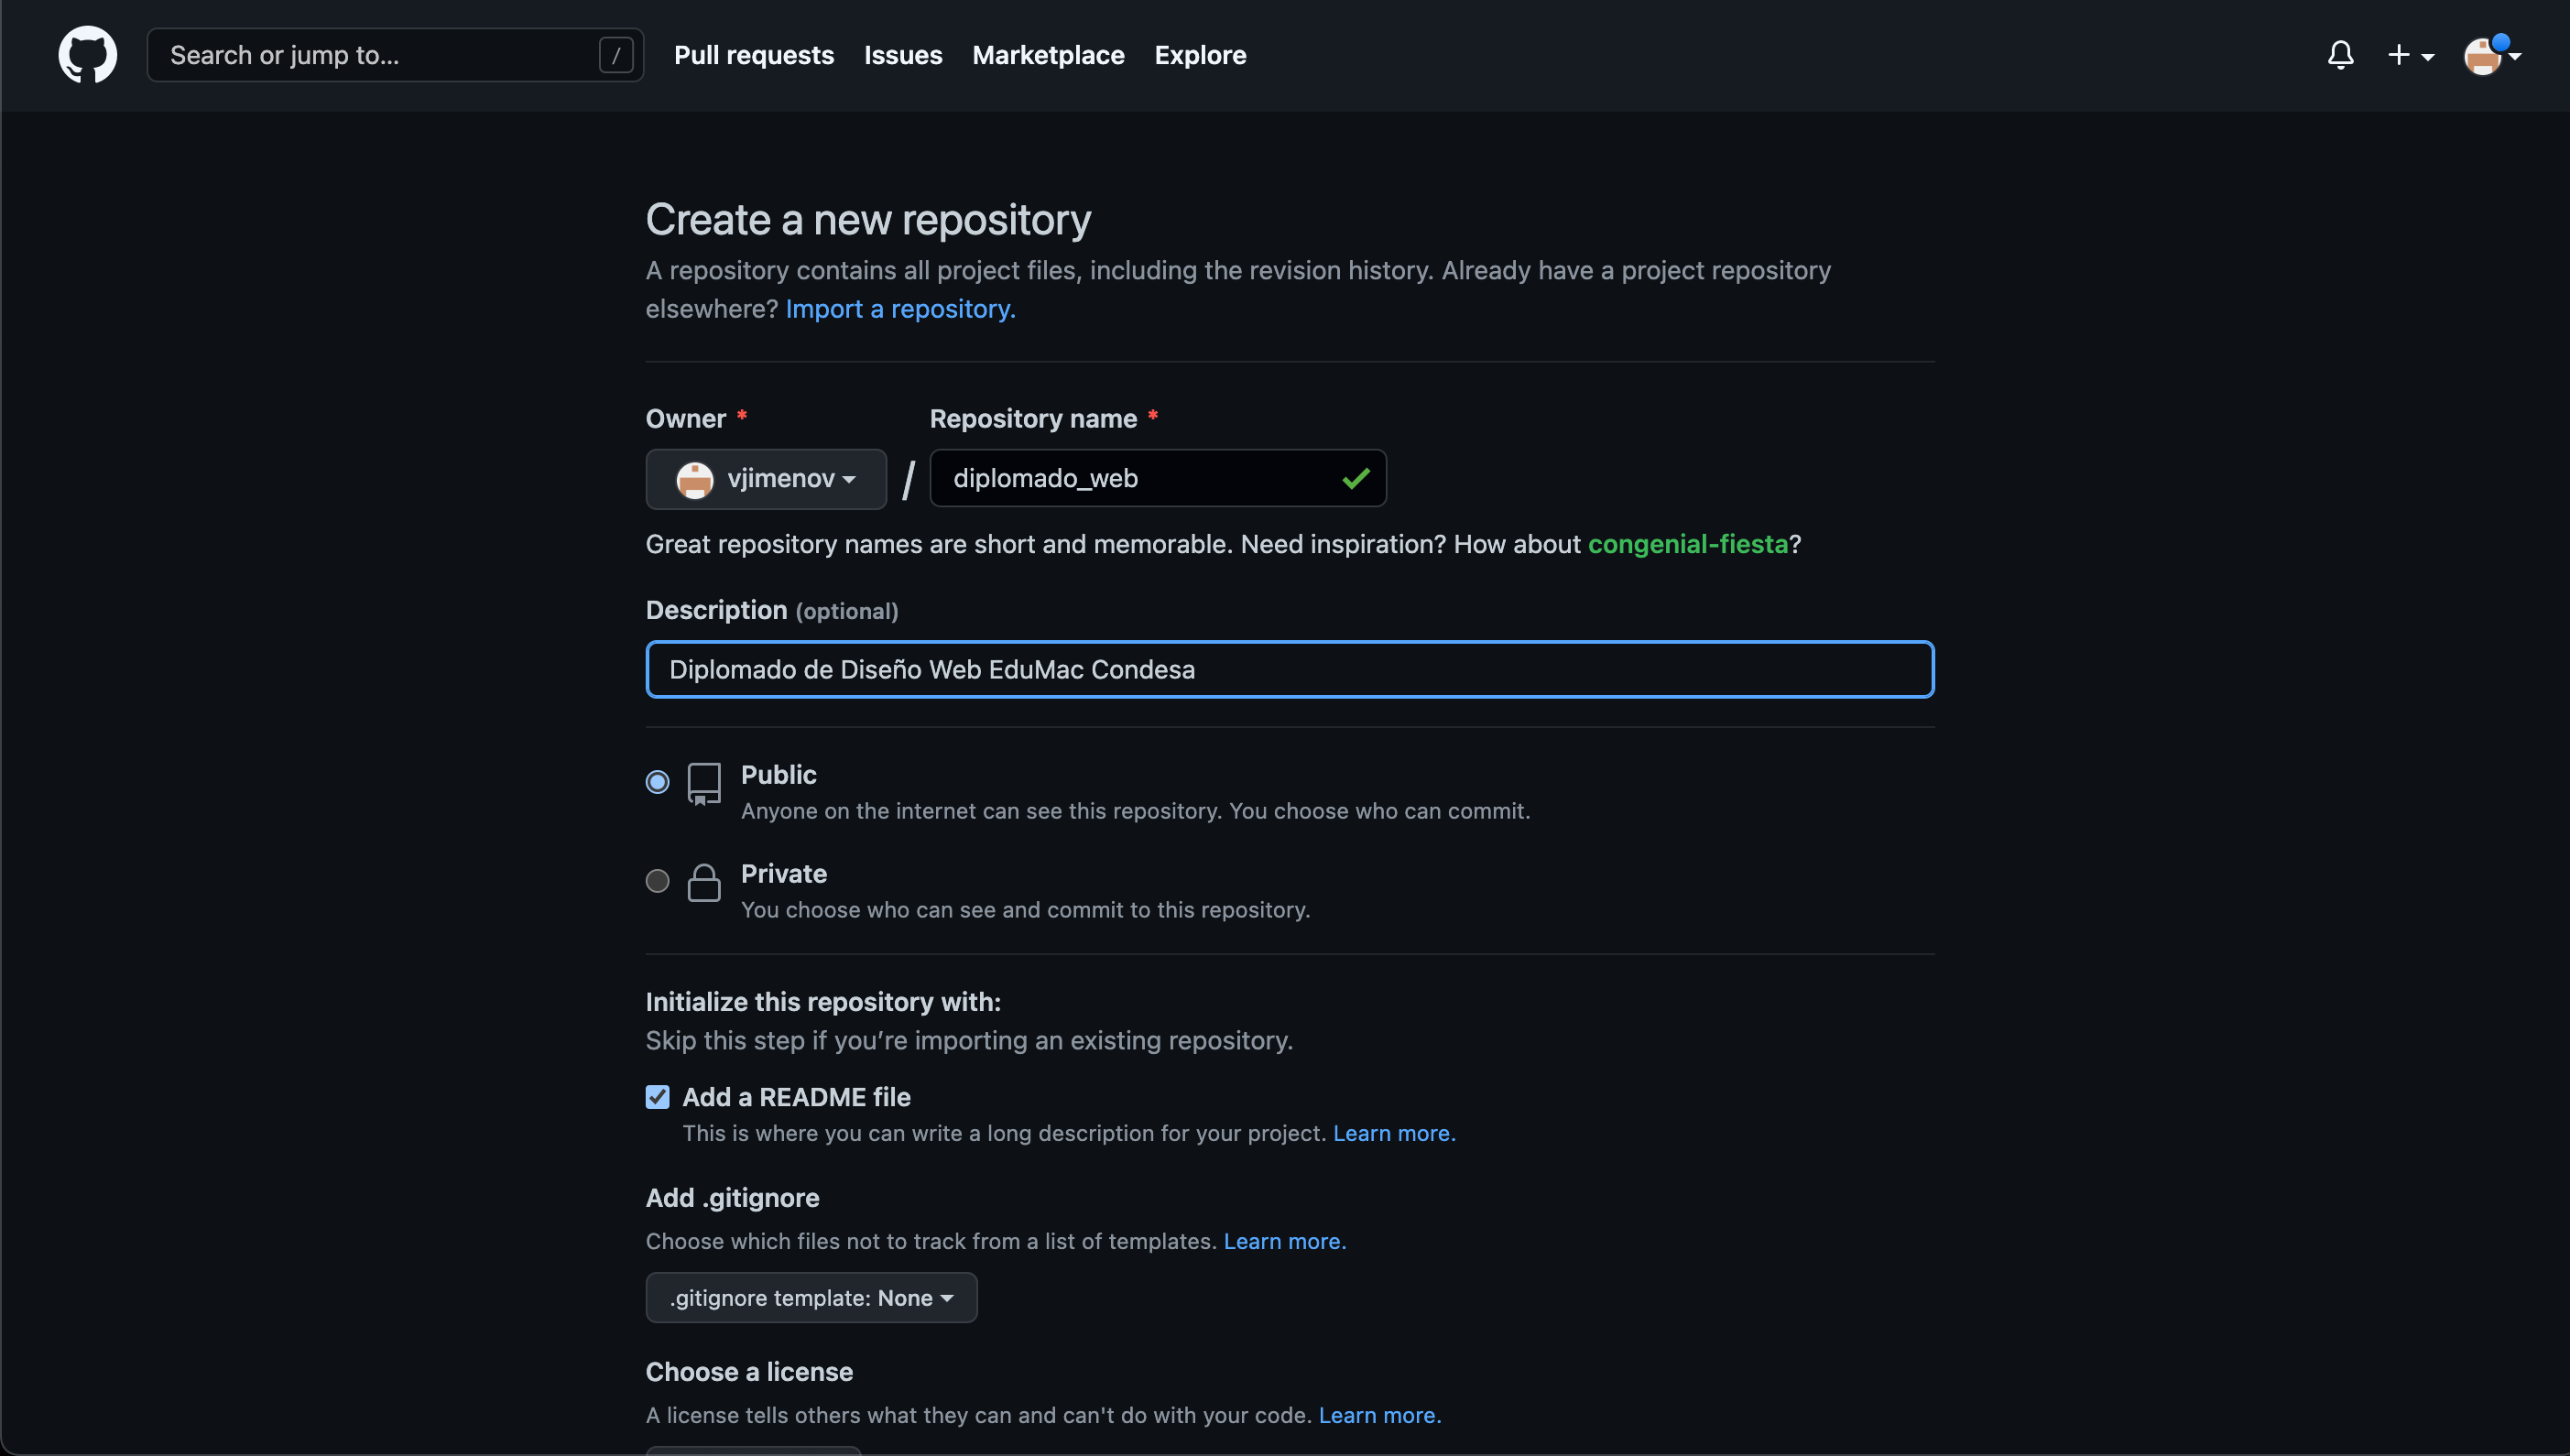 Search or jump to... /
Pull requests Issues Marketplace Explore
Create a new repository
A repository contains all project files, including the revision history. Already have a project repository
elsewhere? Import a repository.
Owner * Repository name *
vjimenov / diplomado_web
Great repository names are short and memorable. Need inspiration? How about congenial-fiesta?
Description (optional)
Diplomado de Diseño Web EduMac Condesa
Public
Anyone on the internet can see this repository. You choose who can commit.
Private
You choose who can see and commit to this repository.
Initialize this repository with:
Skip this step if you’re importing an existing repository.
Add a README file
This is where you can write a long description for your project. Learn more.
Add .gitignore
Choose which files not to track from a list of templates. Learn more.
.gitignore template: None
Choose a license
A license tells others what they can and can't do with your code. Learn more.